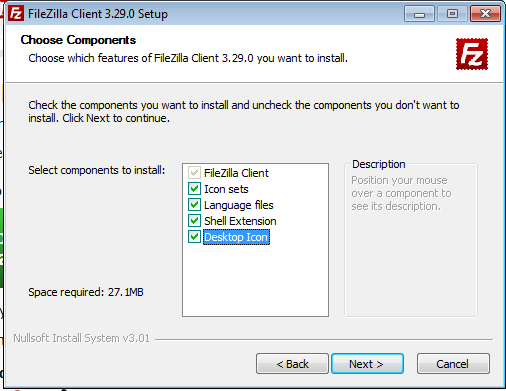 FileZilla Client 3.29.0 Setup
Choose Components
Choose which features of FileZilla Client 3.29.0 you want to install.
Fz
Check the components you want to install and uncheck the components you don't want to
install. Click Next to continue.
Select components to install:
FileZilla Client
Icon sets
Language files
Shell Extension
Desktop Icon
Description
Position your mouse
over a component to
see its description.
Space required: 27.1MB
Nullsoft Install System v3.01
< Back
Next >
Cancel